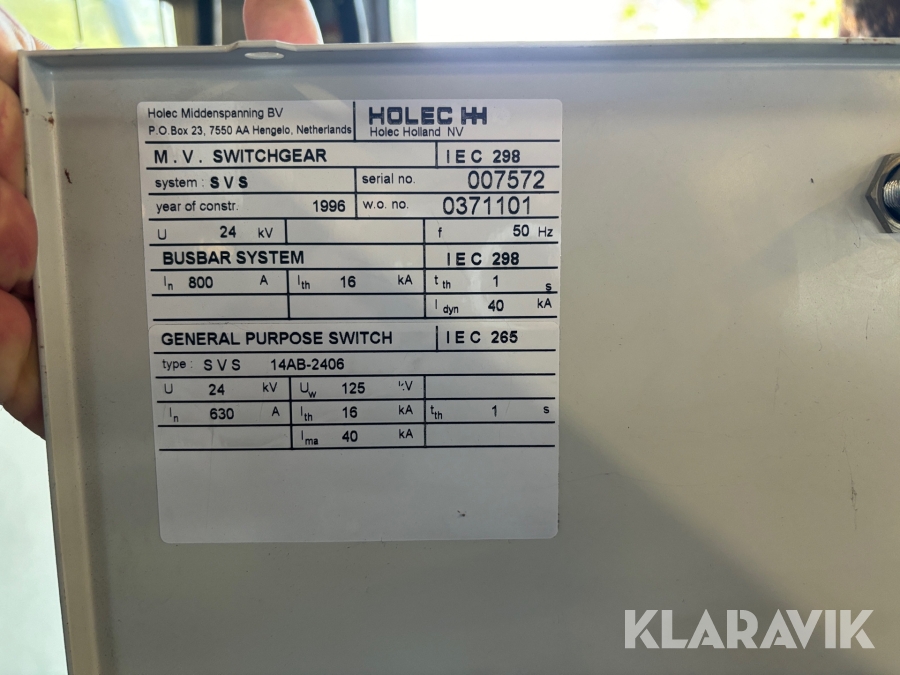 Holec Middenspanning BV
P.O.Box 23, 7550 AA Hengelo, Netherlands
HOLEC
Holec Holland NV
M.V. SWITCHGEAR IEC 298
system : SVS serial no. 007572
year of constr. 1996 w.o. no. 0371101
U 24 kV f 50 Hz
BUSBAR SYSTEM IEC 298
In 800 A Ith 16 kA tth 1 s
Idyn 40 kA
GENERAL PURPOSE SWITCH IEC 265
type : SVS 14AB-2406
U 24 kV Uw 125 kV
In 630 A Ith 16 kA tth 1 s
Ima 40 kA
KLARAVIK